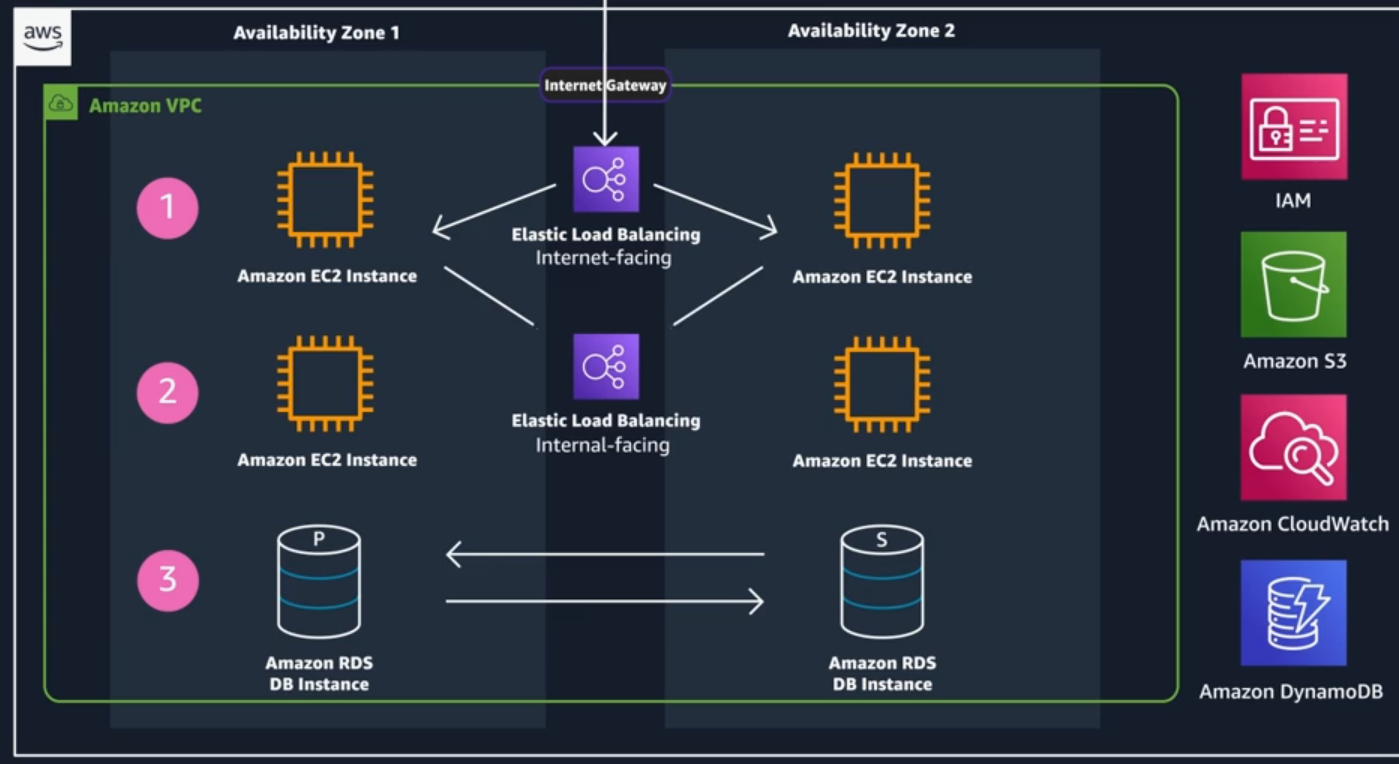 aws
Availability Zone 1
Availability Zone 2
Internet Gateway
Amazon VPC
1
Amazon EC2 Instance
Elastic Load Balancing
Internet-facing
Amazon EC2 Instance
2
Amazon EC2 Instance
Elastic Load Balancing
Internal-facing
Amazon EC2 Instance
3
P
Amazon RDS
DB Instance
S
Amazon RDS
DB Instance
IAM
Amazon S3
Amazon CloudWatch
Amazon DynamoDB